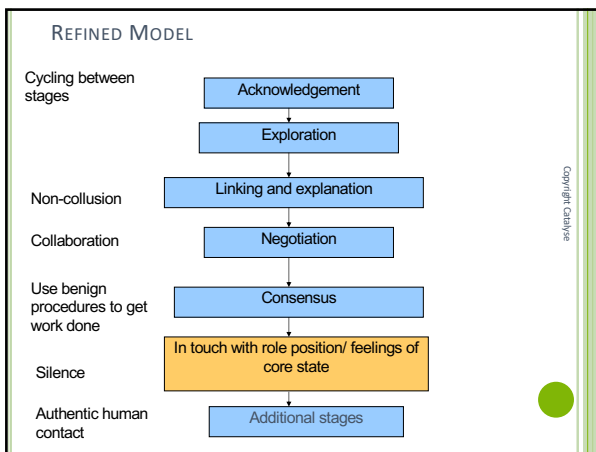 REFINED MODEL
Cycling between
stages
Acknowledgement
Exploration
Linking and explanation
Non-collusion
Collaboration
Negotiation
Use benign
procedures to get
work done
Consensus
In touch with role position/ feelings of
core state
Silence
Authentic human
contact
Additional stages
Copyright Catalyse